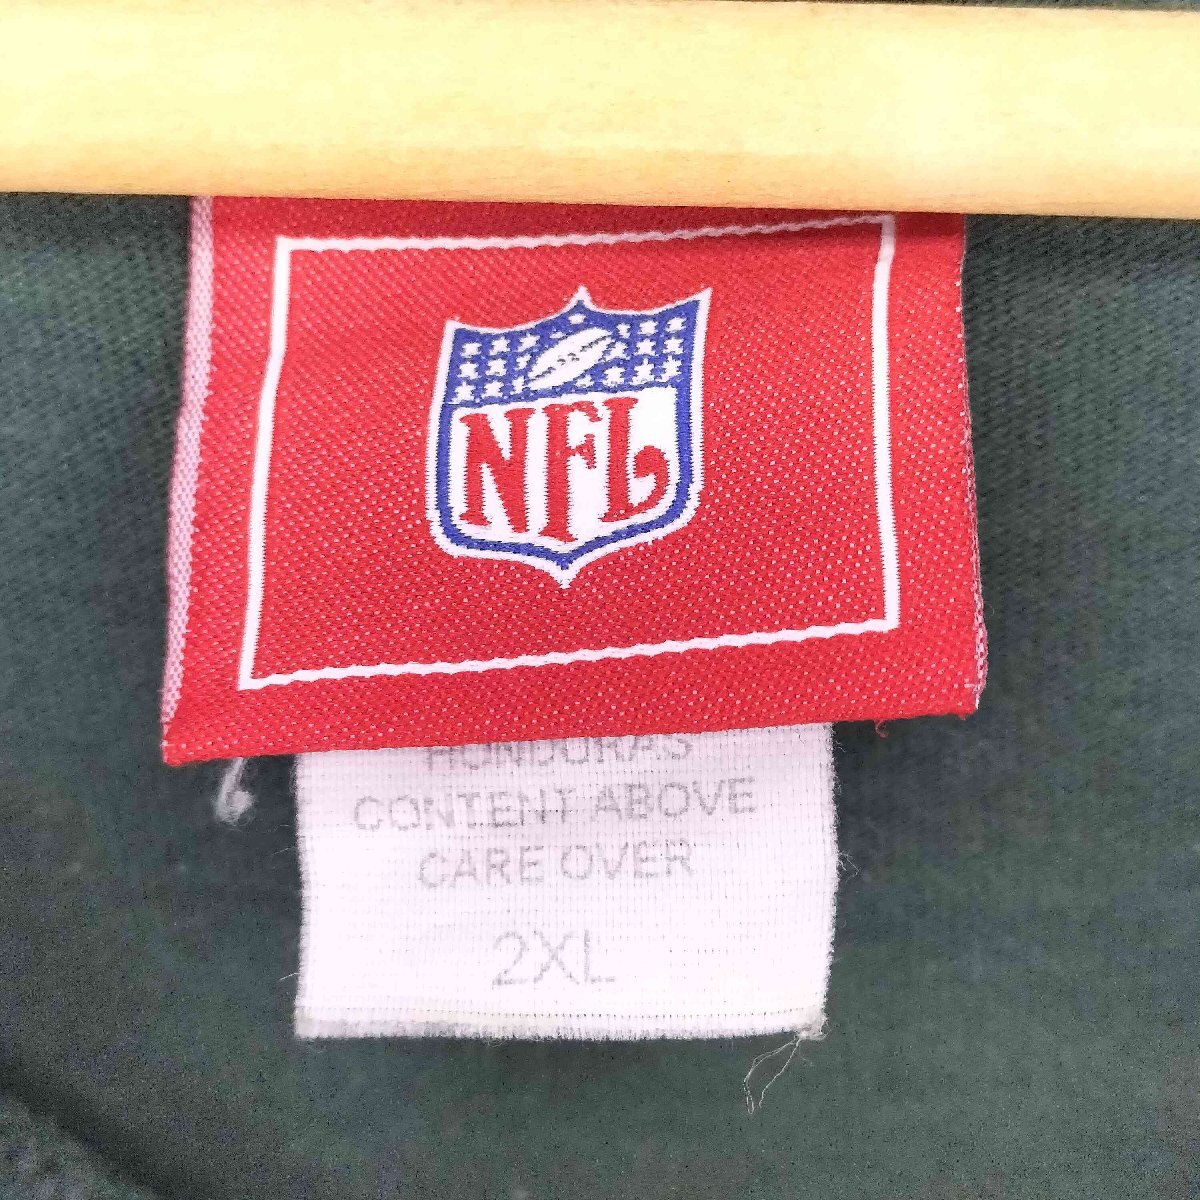 NFL
HONDURAS
CONTENT ABOVE
CARE OVER
2XL